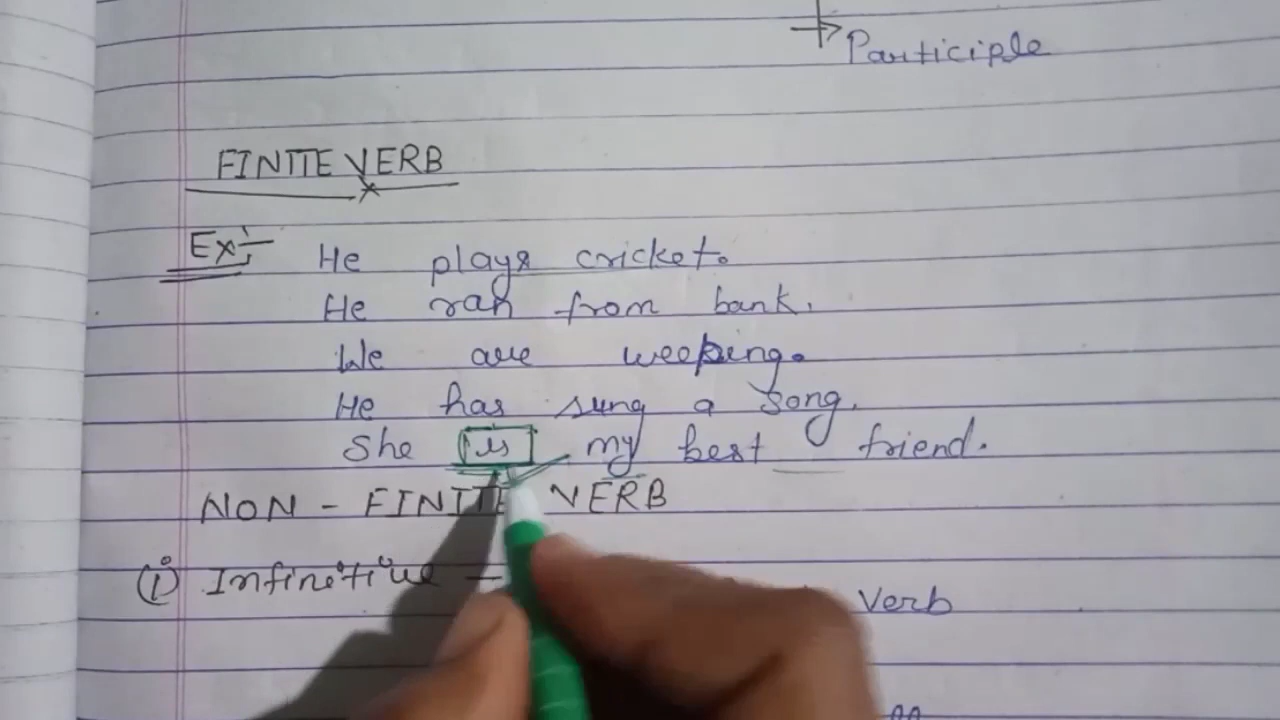 Participle
FINITE VERB
Ex:- He plays cricket.
He ran from bank.
We are weeping.
He has sung a song.
She is my best friend.
NON - FINITE VERB
(i) Infinitive - Verb